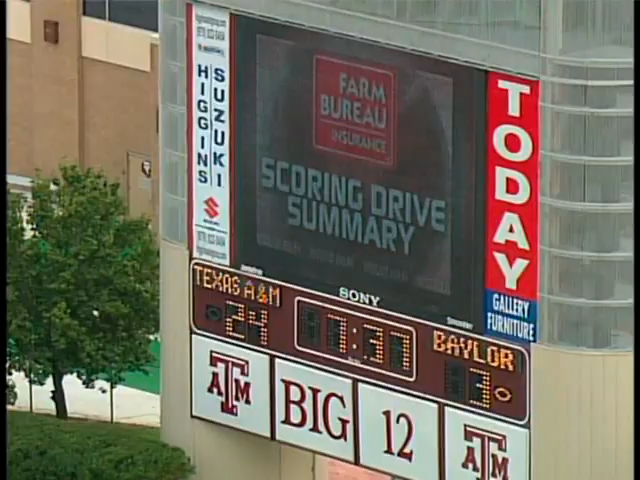 HIGGINS
SUZUKI
FARM
BUREAU
INSURANCE
SCORING DRIVE
SUMMARY
TODAY
GALLERY
FURNITURE
SONY
TEXAS A&M
24
7:37
BAYLOR
3
ATM
BIG
12
ATM